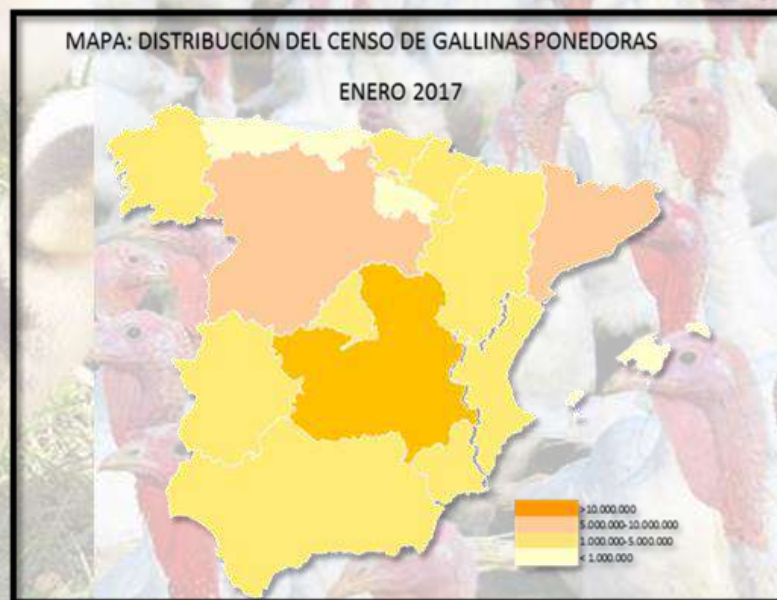 MAPA: DISTRIBUCIÓN DEL CENSO DE GALLINAS PONEDORAS
ENERO 2017
>10.000.000
5.000.000-10.000.000
1.000.000-5.000.000
< 1.000.000